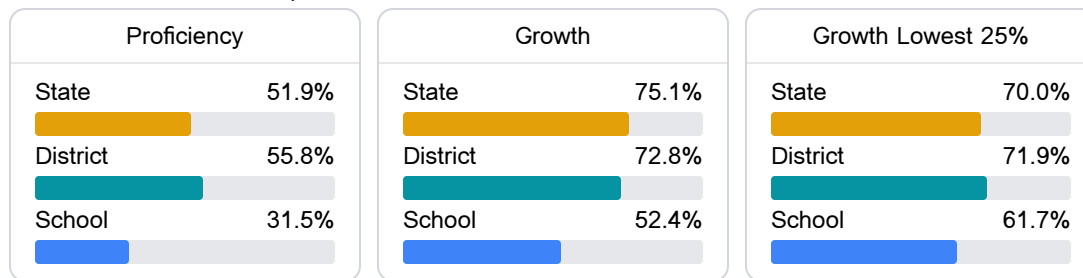 Proficiency
State 51.9%
District 55.8%
School 31.5%
Growth
State 75.1%
District 72.8%
School 52.4%
Growth Lowest 25%
State 70.0%
District 71.9%
School 61.7%